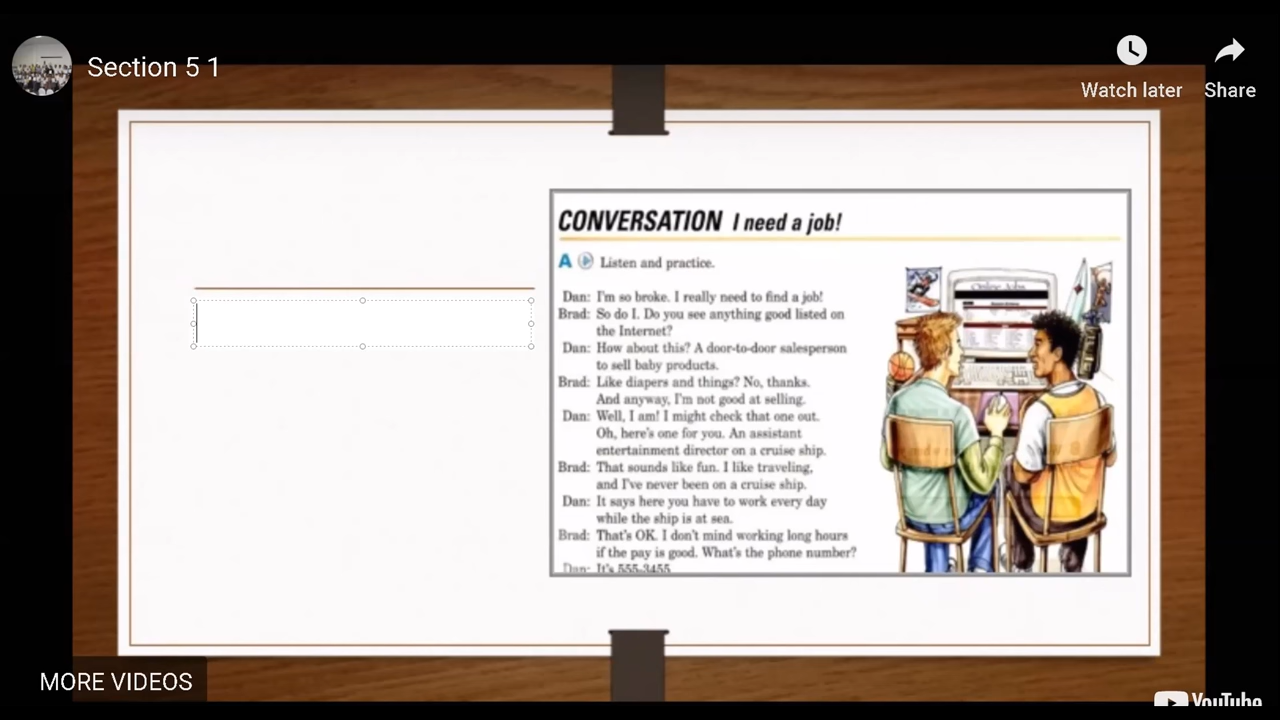 Section 5 1
Watch later
Share
CONVERSATION I need a job!
A Listen and practice.
Dan: I'm so broke. I really need to find a job!
Brad: So do I. Do you see anything good listed on
the Internet?
Dan: How about this? A door-to-door salesperson
to sell baby products.
Brad: Like diapers and things? No, thanks.
And anyway, I'm not good at selling.
Dan: Well, I am! I might check that one out.
Oh, here's one for you. An assistant
entertainment director on a cruise ship.
Brad: That sounds like fun. I like traveling,
and I've never been on a cruise ship.
Dan: It says here you have to work every day
while the ship is at sea.
Brad: That's OK. I don't mind working long hours
if the pay is good. What's the phone number?
Dan: It's 555-3455
Online Jobs
MORE VIDEOS
YouTube